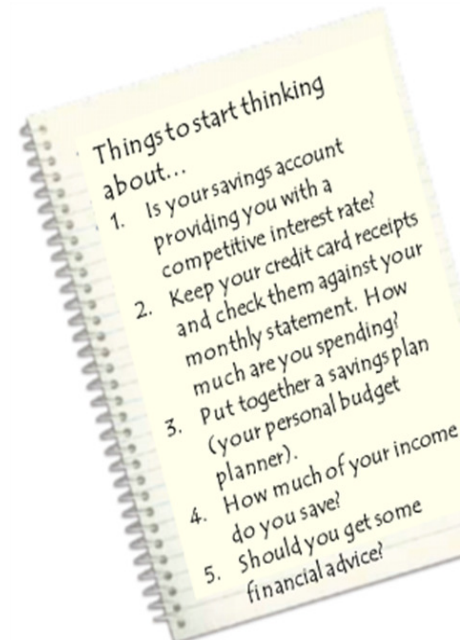 Things to start thinking
about...
1. Is your savings account
providing you with a
competitive interest rate?
2. Keep your credit card receipts
and check them against your
monthly statement. How
much are you spending?
3. Put together a savings plan
(your personal budget
planner).
4. How much of your income
do you save?
5. Should you get some
financial advice?